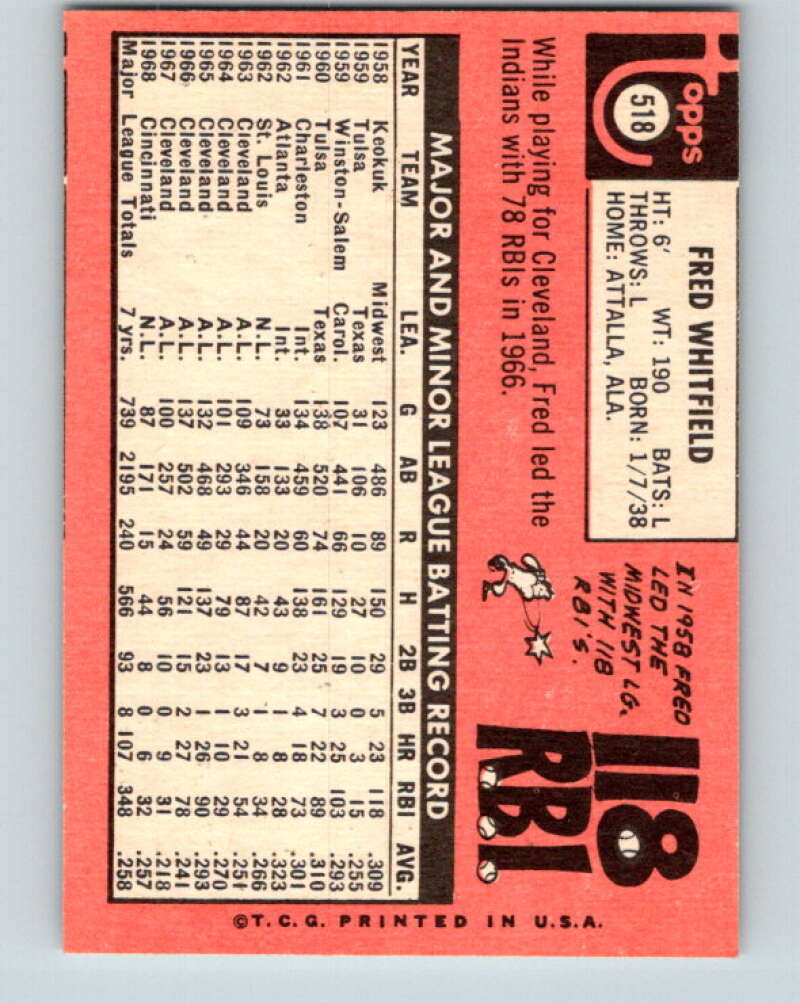 Topps
518
FRED WHITFIELD
HT: 6' WT: 190 BATS: L
THROWS: L BORN: 1/7/38
HOME: ATTALLA, ALA.
IN 1958 FRED
LED THE
MIDWEST LG.
WITH 118
RBI'S.
118
R.B.I.
While playing for Cleveland, Fred led the
Indians with 78 RBIs in 1966.
MAJOR AND MINOR LEAGUE BATTING RECORD
YEAR TEAM LEA. G AB R H 2B 3B HR RBI AVG.
1958 Keokuk Midwest 123 486 89 150 29 5 23 118 .309
1959 Tulsa Texas 31 106 10 27 10 0 3 15 .255
1959 Winston-Salem Carol. 107 441 66 129 19 3 25 103 .293
1960 Tulsa Texas 138 520 74 161 25 7 22 89 .310
1961 Charleston Int. 134 459 60 138 23 4 18 73 .301
1962 Atlanta Int. 33 133 20 43 9 1 8 28 .323
1962 St. Louis N.L. 73 158 20 42 7 1 8 34 .266
1963 Cleveland A.L. 109 346 44 87 17 3 21 54 .251
1964 Cleveland A.L. 101 293 29 79 13 1 10 29 .270
1965 Cleveland A.L. 132 468 49 137 23 1 26 90 .293
1966 Cleveland A.L. 137 502 59 121 15 2 27 78 .241
1967 Cleveland A.L. 100 257 24 56 10 0 9 31 .218
1968 Cincinnati N.L. 87 171 15 44 8 0 6 32 .257
Major League Totals 7 yrs. 739 2195 240 566 93 8 107 348 .258
©T.C.G. PRINTED IN U.S.A.